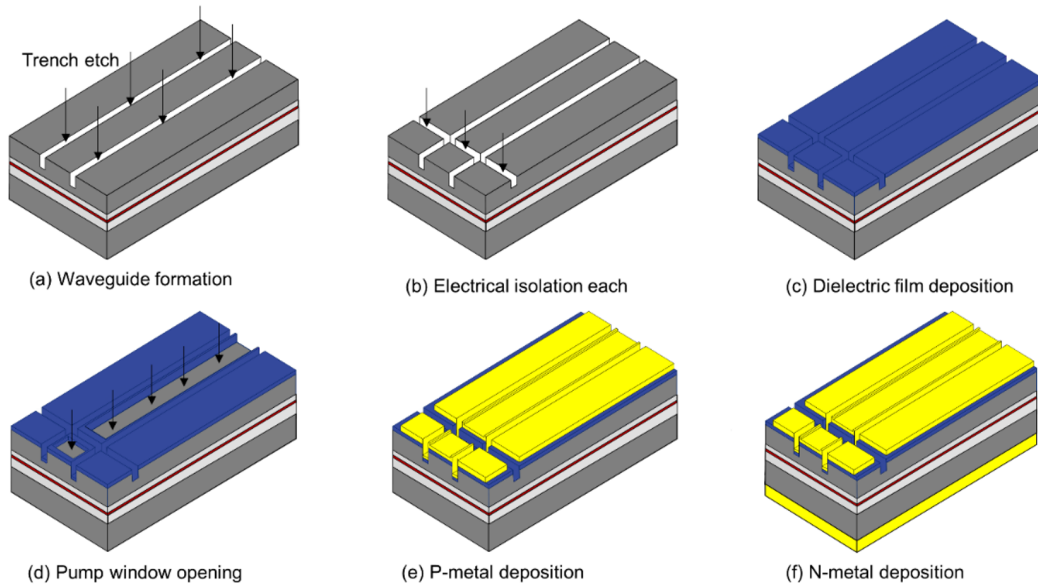 Trench etch
(a) Waveguide formation
(b) Electrical isolation each
(c) Dielectric film deposition
(d) Pump window opening
(e) P-metal deposition
(f) N-metal deposition